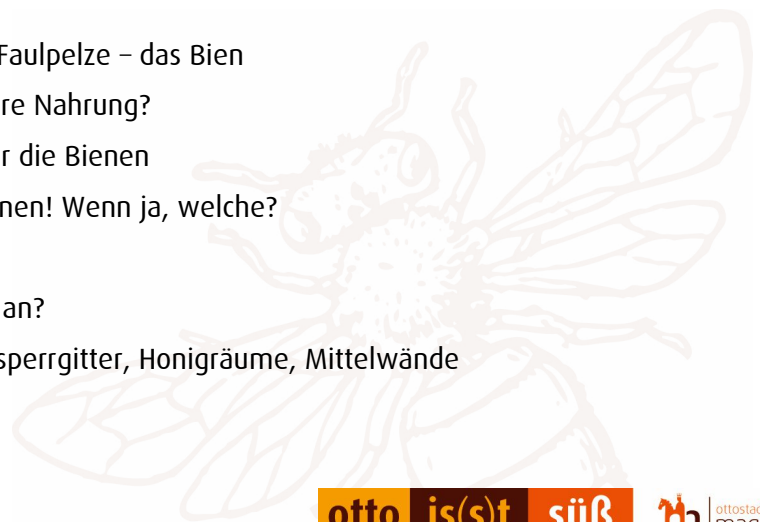 Faulpelze – das Bien
re Nahrung?
r die Bienen
nen! Wenn ja, welche?
an?
sperrgitter, Honigräume, Mittelwände
otto is(s)t süß
ottostad
mag